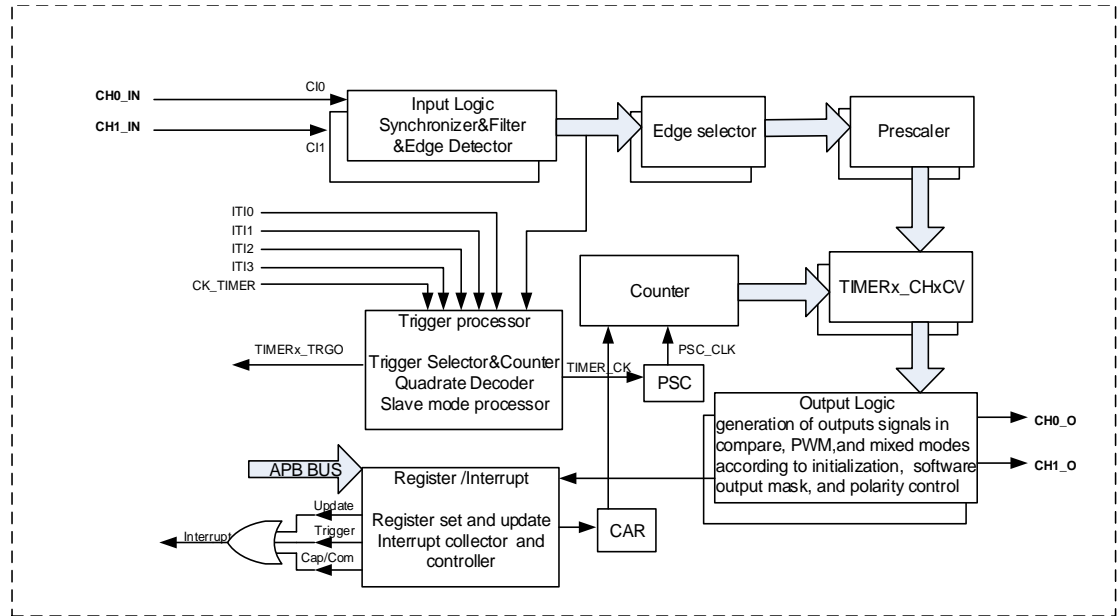 CH0_IN
CI0
CH1_IN
CI1
Input Logic
Synchronizer&Filter
&Edge Detector
Edge selector
Prescaler
ITI0
ITI1
ITI2
ITI3
CK_TIMER
Counter
TIMERx_CHxCV
Trigger processor
Trigger Selector&Counter
Quadrate Decoder
Slave mode processor
TIMERx_TRGO
TIMER_CK
PSC_CLK
PSC
Output Logic
generation of outputs signals in
compare, PWM,and mixed modes
according to initialization, software
output mask, and polarity control
CH0_O
CH1_O
APB BUS
Register /Interrupt
Register set and update
Interrupt collector and
controller
CAR
Update
Trigger
Cap/Com
Interrupt